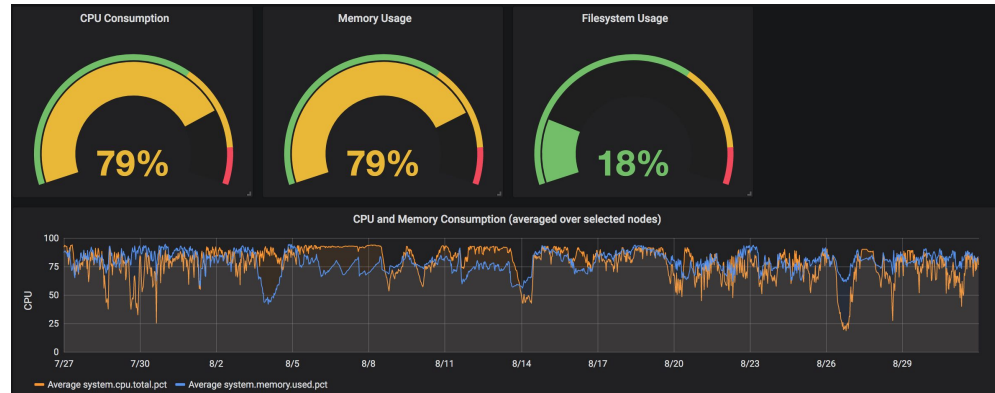 CPU Consumption
Memory Usage
Filesystem Usage
79%
79%
18%
CPU and Memory Consumption (averaged over selected nodes)
100
75
50
25
0
CPU
7/27 7/30 8/2 8/5 8/8 8/11 8/14 8/17 8/20 8/23 8/26 8/29
Average system.cpu.total.pct Average system.memory.used.pct